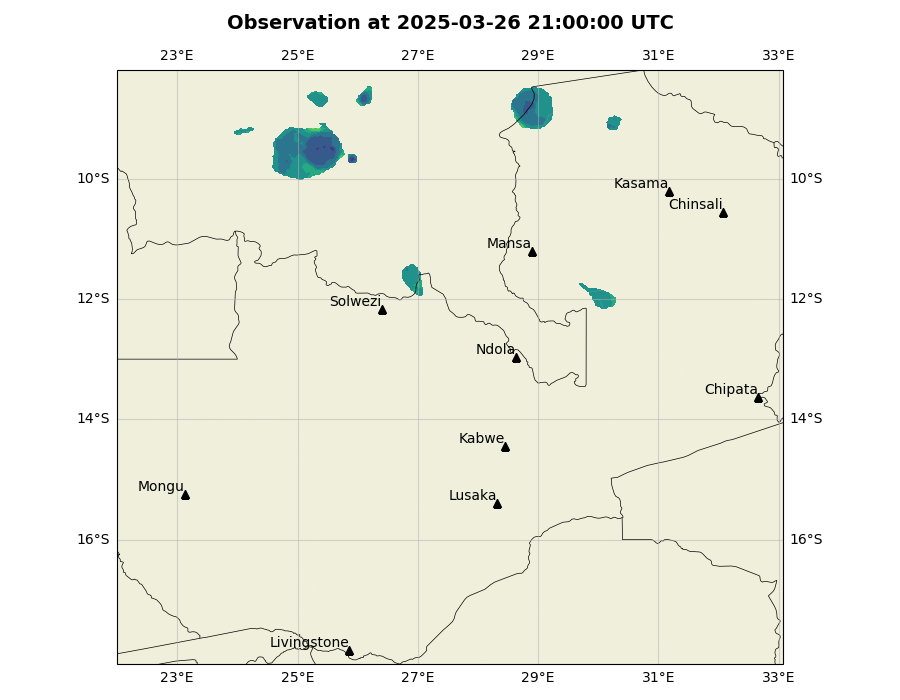 Observation at 2025-03-26 21:00:00 UTC
23°E 25°E 27°E 29°E 31°E 33°E
10°S 10°S
Kasama
Chinsali
Mansa
12°S 12°S
Solwezi
Ndola
Chipata
14°S 14°S
Kabwe
Mongu
Lusaka
16°S 16°S
Livingstone
23°E 25°E 27°E 29°E 31°E 33°E